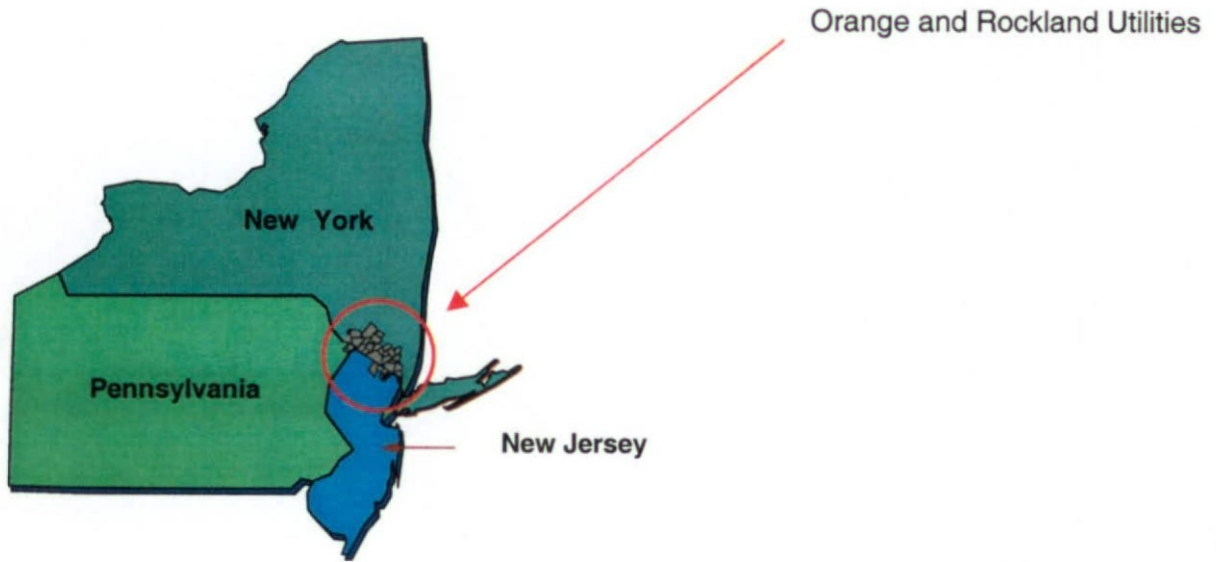 Orange and Rockland Utilities
New York
Pennsylvania
New Jersey